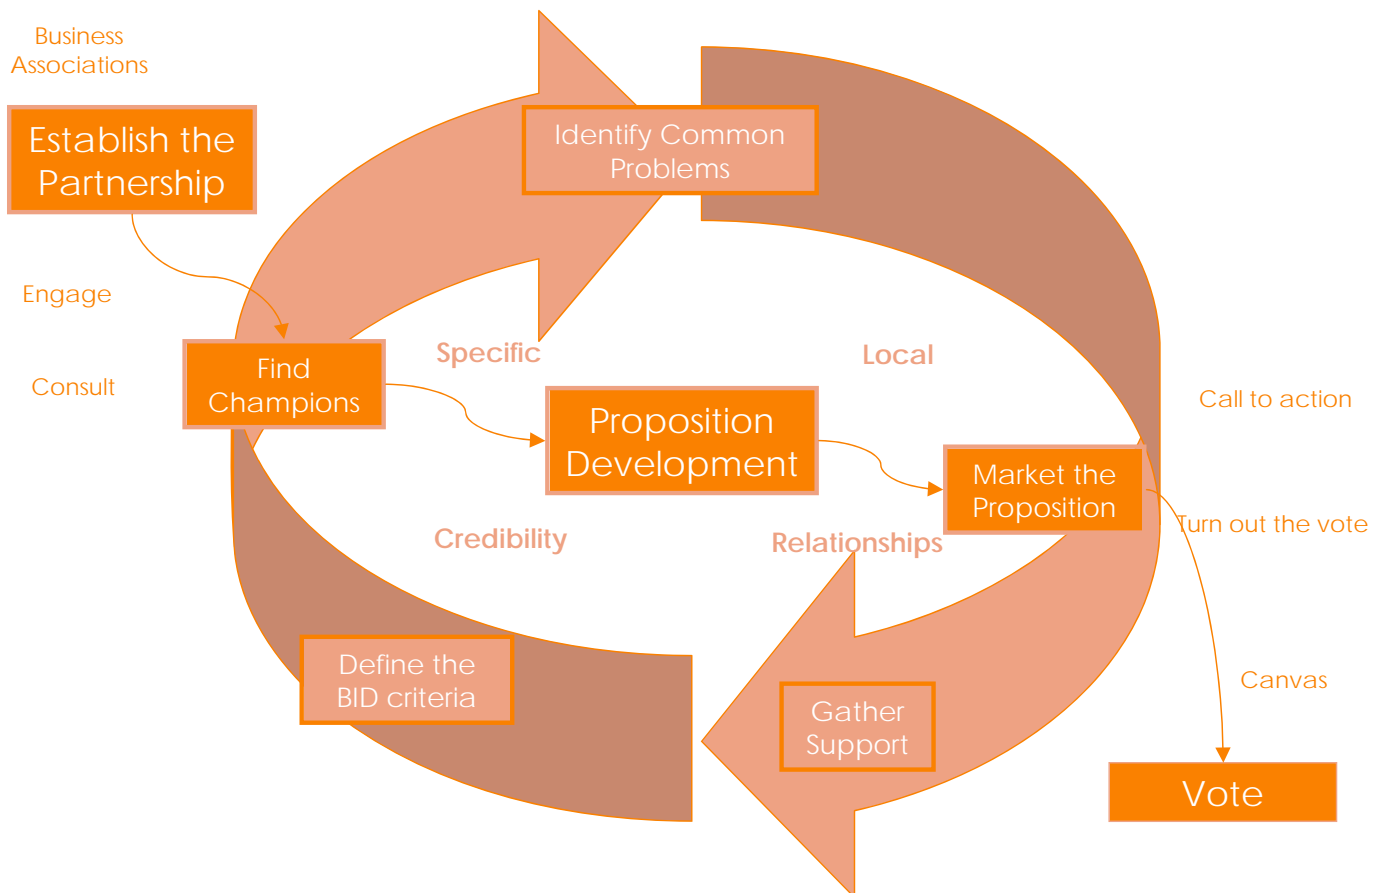 Business
Associations
Establish the
Partnership
Identify Common
Problems
Engage
Find
Champions
Consult
Specific
Local
Proposition
Development
Call to action
Market the
Proposition
Credibility
Relationships
Turn out the vote
Define the
BID criteria
Gather
Support
Canvas
Vote